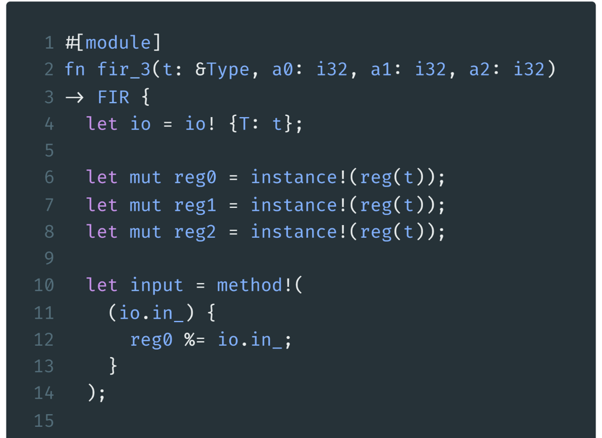 1 #[module]
2 fn fir_3(t: &Type, a0: i32, a1: i32, a2: i32)
3 -> FIR {
4   let io = io! {T: t};
5
6   let mut reg0 = instance!(reg(t));
7   let mut reg1 = instance!(reg(t));
8   let mut reg2 = instance!(reg(t));
9
10   let input = method!(
11     (io.in_) {
12       reg0 %= io.in_;
13     }
14   );
15